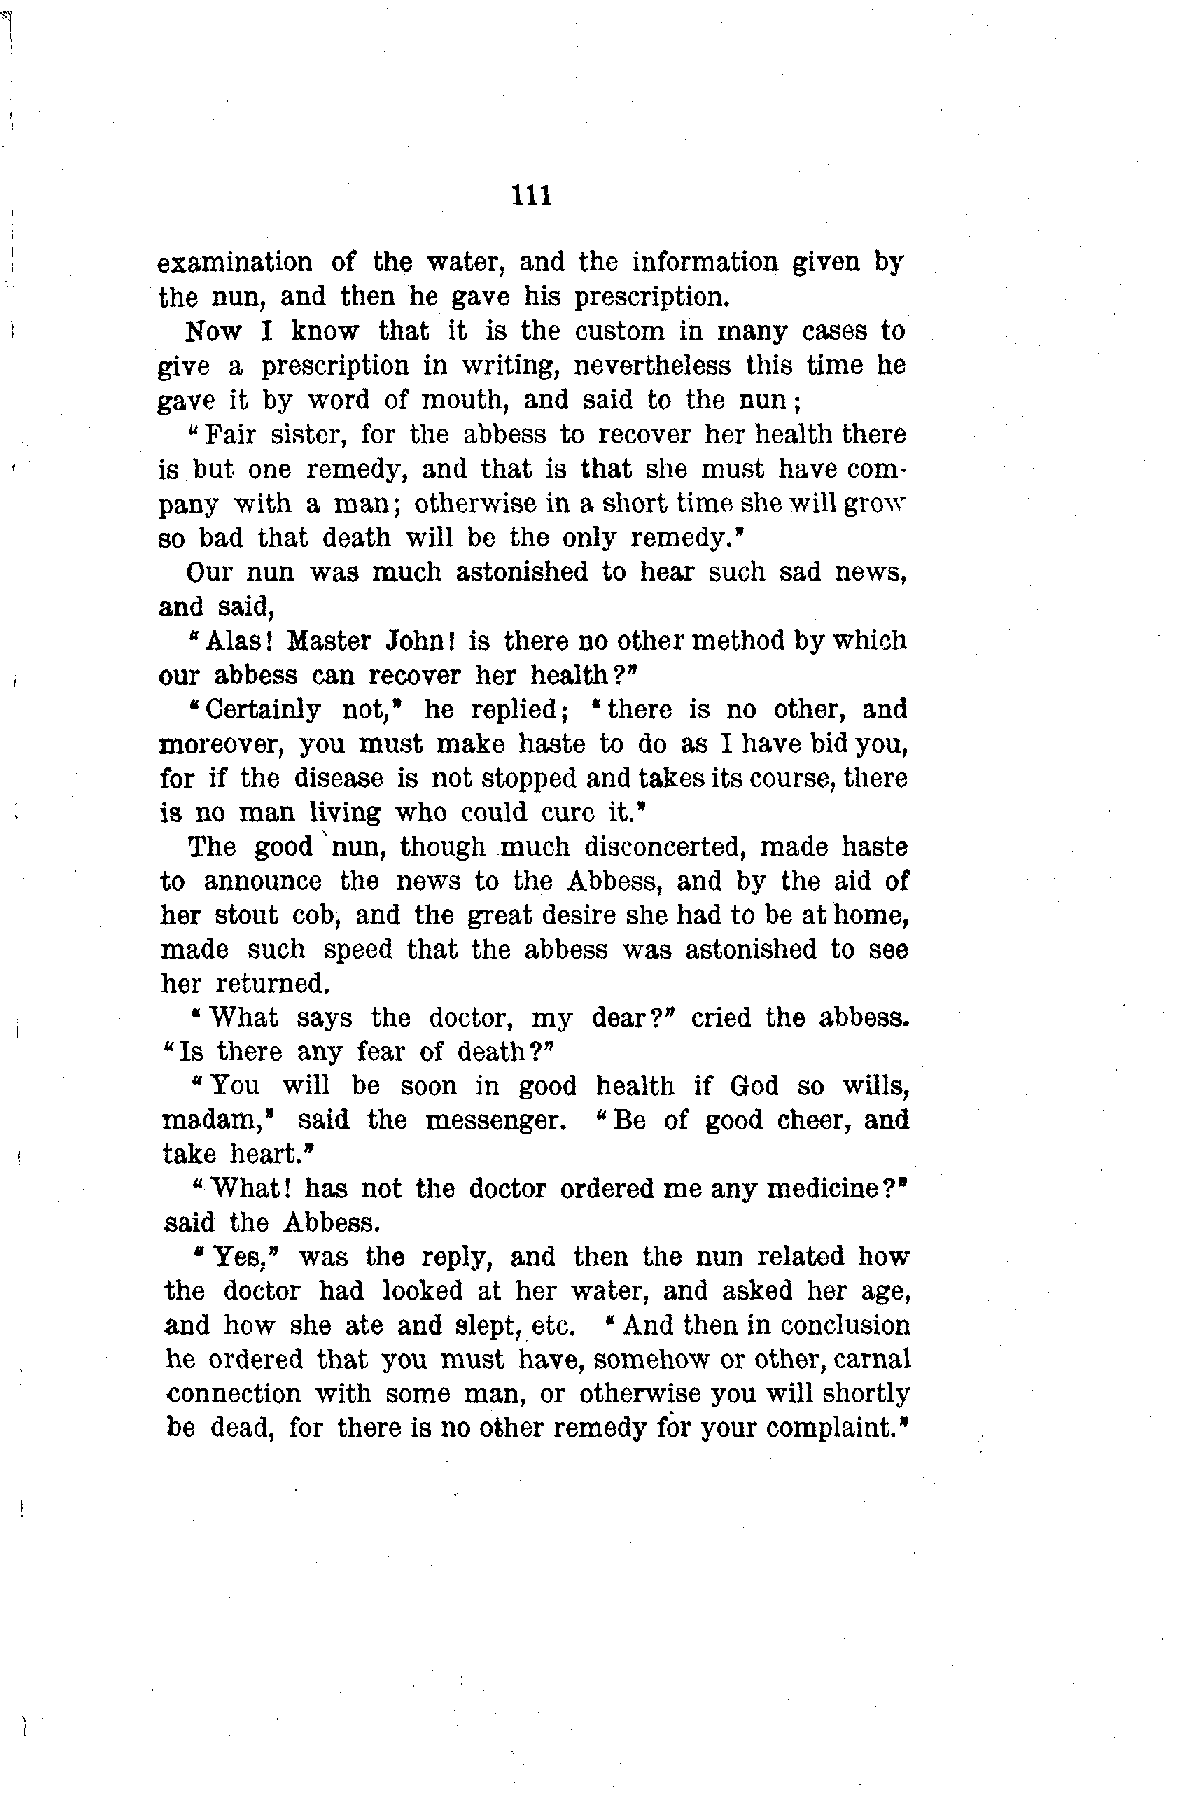 111
examination of the water, and the information given by
the nun, and then he gave his prescription.
Now I know that it is the custom in many cases to
give a prescription in writing, nevertheless this time he
gave it by word of mouth, and said to the nun;
"Fair sister, for the abbess to recover her health there
is but one remedy, and that is that she must have com-
pany with a man; otherwise in a short time she will grow
so bad that death will be the only remedy."
Our nun was much astonished to hear such sad news,
and said,
"Alas! Master John! is there no other method by which
our abbess can recover her health?"
"Certainly not," he replied; "there is no other, and
moreover, you must make haste to do as I have bid you,
for if the disease is not stopped and takes its course, there
is no man living who could cure it."
The good nun, though much disconcerted, made haste
to announce the news to the Abbess, and by the aid of
her stout cob, and the great desire she had to be at home,
made such speed that the abbess was astonished to see
her returned.
"What says the doctor, my dear?" cried the abbess.
"Is there any fear of death?"
"You will be soon in good health if God so wills,
madam," said the messenger. "Be of good cheer, and
take heart."
"What! has not the doctor ordered me any medicine?"
said the Abbess.
"Yes," was the reply, and then the nun related how
the doctor had looked at her water, and asked her age,
and how she ate and slept, etc. "And then in conclusion
he ordered that you must have, somehow or other, carnal
connection with some man, or otherwise you will shortly
be dead, for there is no other remedy for your complaint."